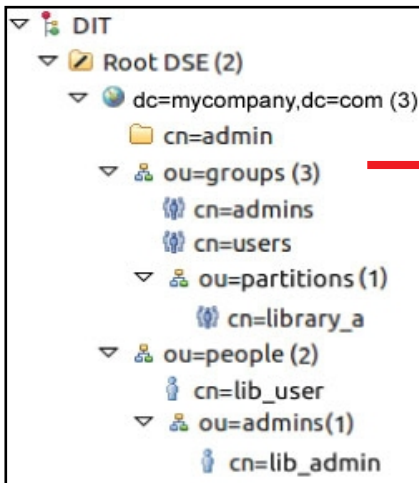 DIT
Root DSE (2)
dc=mycompany,dc=com (3)
cn=admin
ou=groups (3)
cn=admins
cn=users
ou=partitions (1)
cn=library_a
ou=people (2)
cn=lib_user
ou=admins(1)
cn=lib_admin